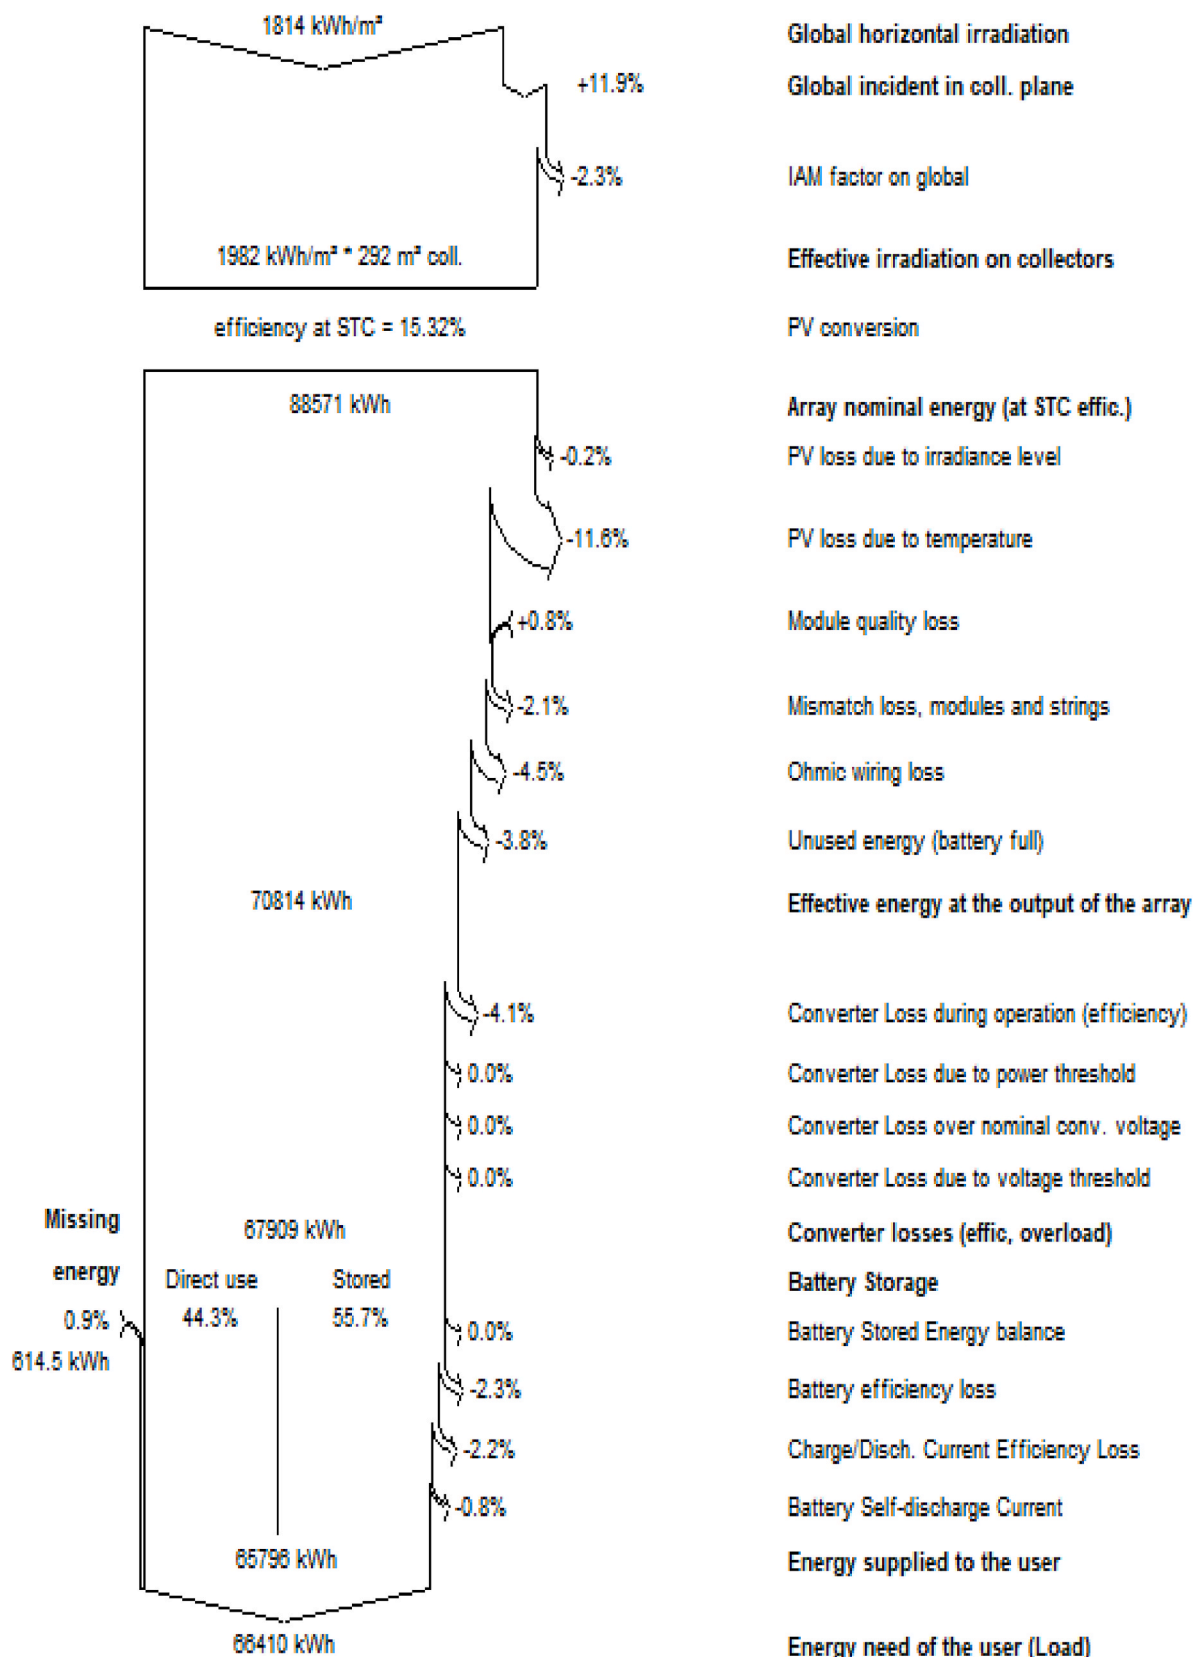 1814 kWh/m² Global horizontal irradiation
+11.9% Global incident in coll. plane
-2.3% IAM factor on global
1982 kWh/m² * 292 m² coll. Effective irradiation on collectors
efficiency at STC = 15.32% PV conversion
88571 kWh Array nominal energy (at STC effic.)
-0.2% PV loss due to irradiance level
-11.6% PV loss due to temperature
+0.8% Module quality loss
-2.1% Mismatch loss, modules and strings
-4.5% Ohmic wiring loss
-3.8% Unused energy (battery full)
70814 kWh Effective energy at the output of the array
-4.1% Converter Loss during operation (efficiency)
0.0% Converter Loss due to power threshold
0.0% Converter Loss over nominal conv. voltage
0.0% Converter Loss due to voltage threshold
Missing 67909 kWh Converter losses (effic, overload)
energy Direct use Stored Battery Storage
0.9% 44.3% 55.7% 0.0% Battery Stored Energy balance
614.5 kWh
-2.3% Battery efficiency loss
-2.2% Charge/Disch. Current Efficiency Loss
-0.8% Battery Self-discharge Current
65796 kWh Energy supplied to the user
66410 kWh Energy need of the user (Load)